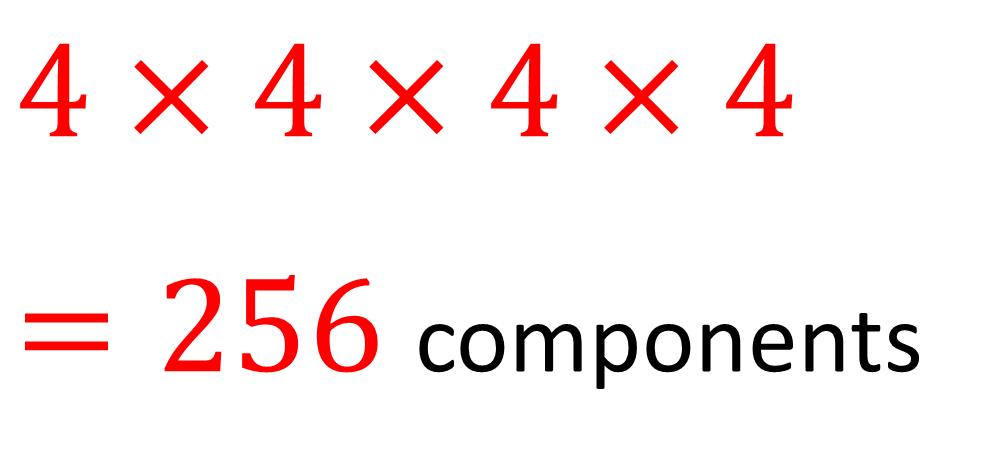 4 × 4 × 4 × 4
= 256 components